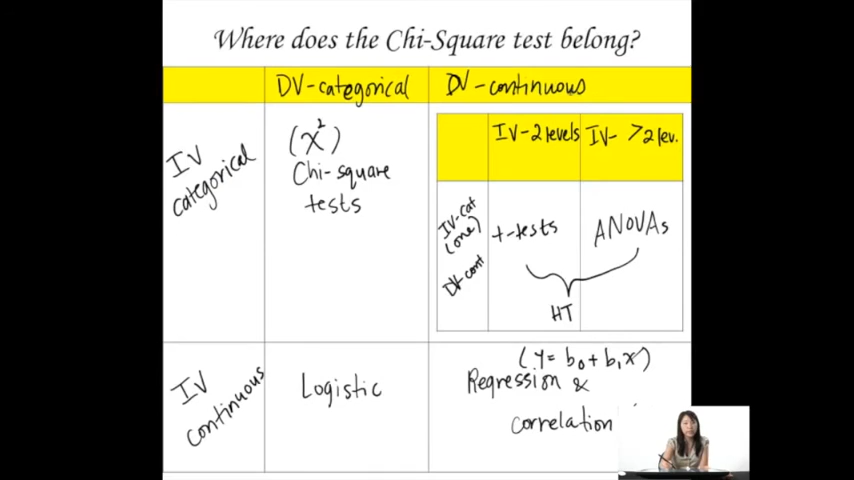 Where does the Chi-Square test belong?
DV-categorical
DV-continuous
IV
categorical
(χ²)
Chi-square
tests
IV-2 levels
IV- >2 lev.
IV-cat
(one)
DV-cont
t-tests
ANOVAs
HT
IV
continuous
Logistic
(y= b₀ + b₁x)
Regression &
correlation